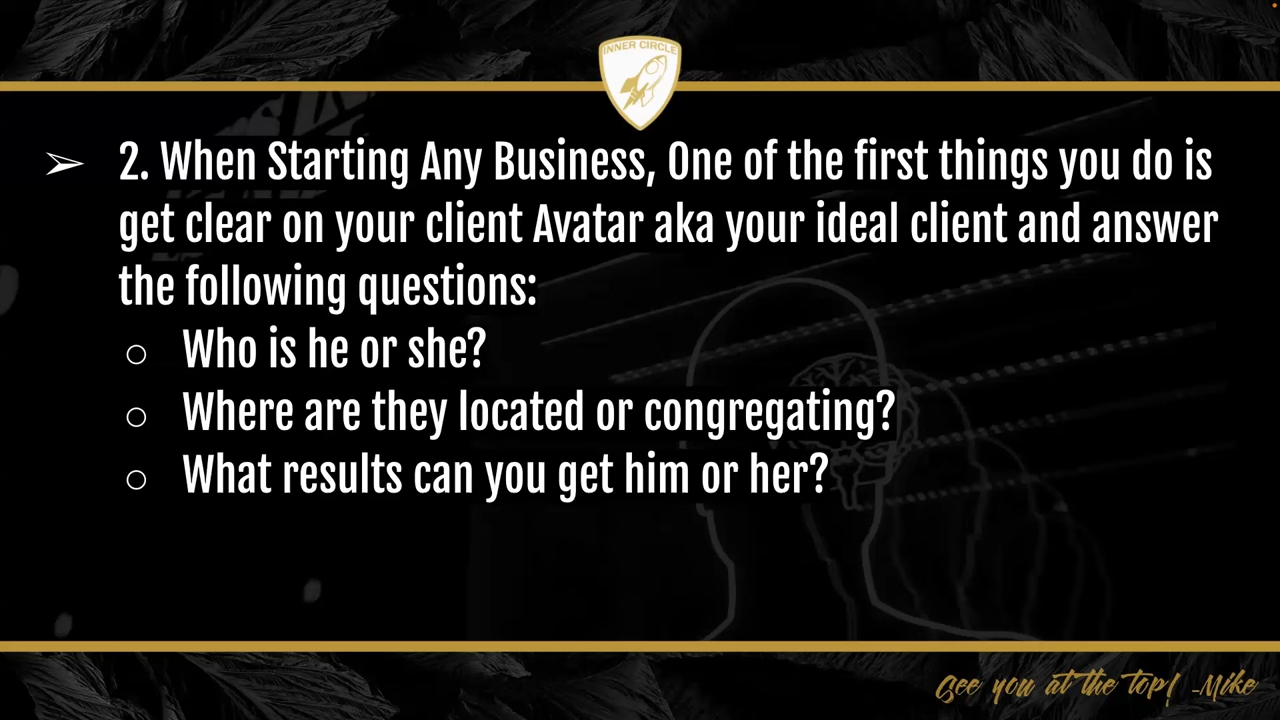 INNER CIRCLE
➢ 2. When Starting Any Business, One of the first things you do is
get clear on your client Avatar aka your ideal client and answer
the following questions:
○ Who is he or she?
○ Where are they located or congregating?
○ What results can you get him or her?
See you at the top! -Mike